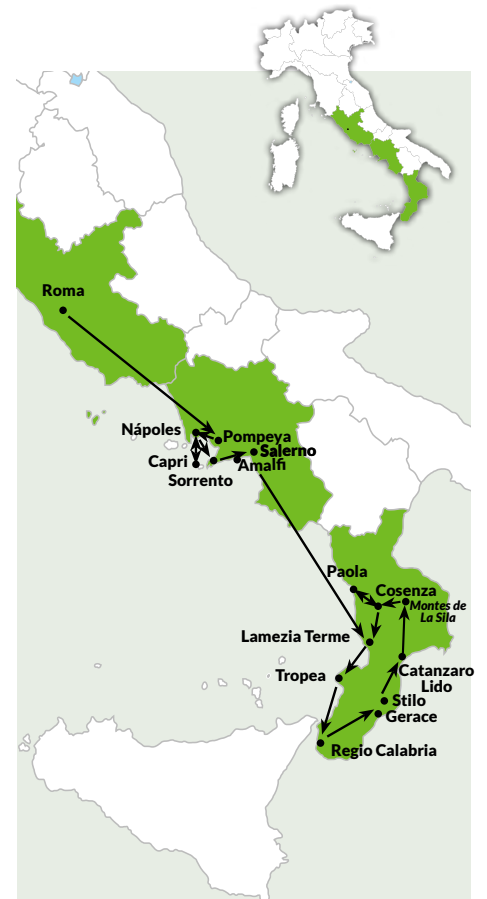 Roma
Nápoles
Pompeya
Salerno
Capri
Amalfi
Sorrento
Paola
Cosenza
Montes de
La Sila
Lamezia Terme
Tropea
Catanzaro
Lido
Stilo
Gerace
Regio Calabria